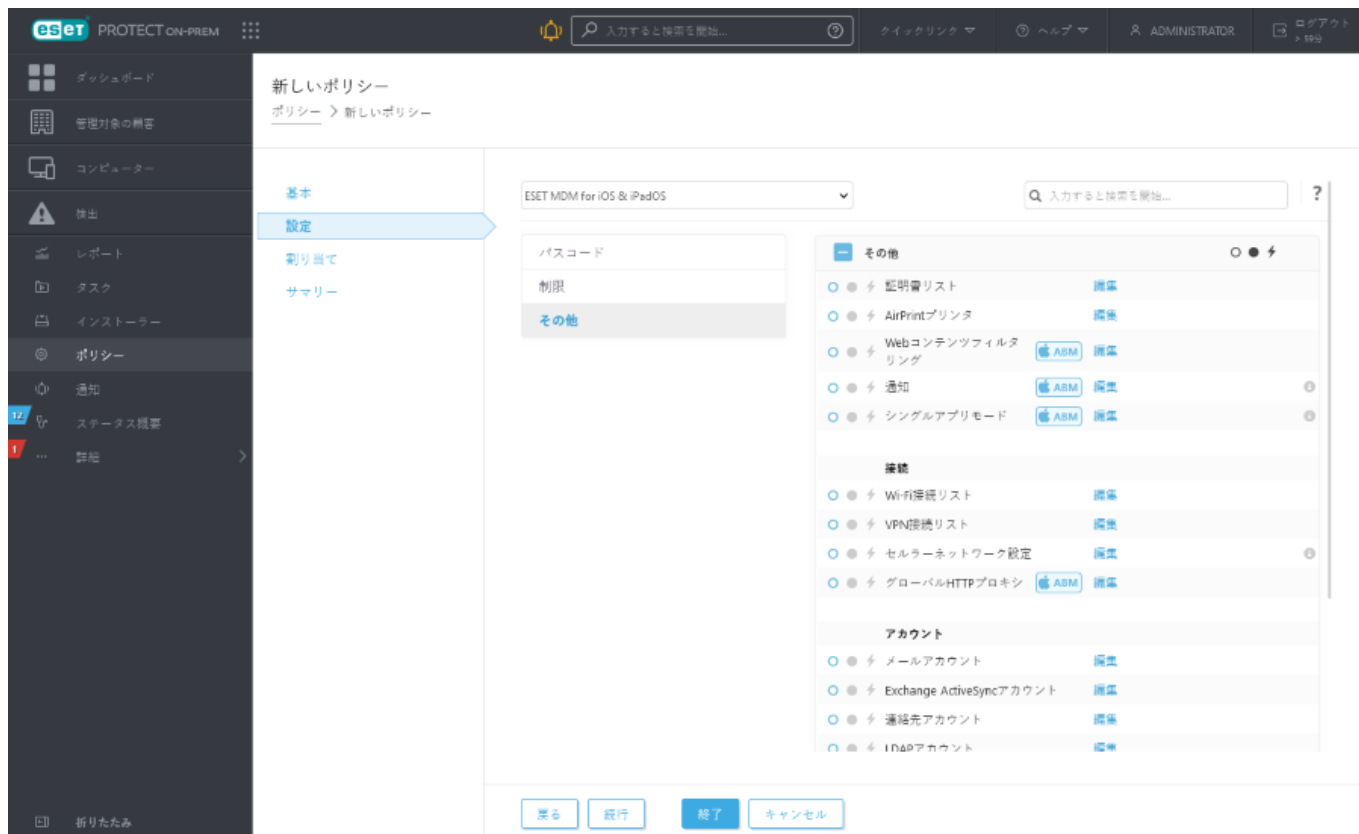 eset PROTECT ON-PREM
入力すると検索を開始...
クイックリンク
ヘルプ
ADMINISTRATOR
ログアウト
> 59分
ダッシュボード
管理対象の顧客
コンピューター
検出
レポート
タスク
インストーラー
ポリシー
通知
12
ステータス概要
1
詳細
折りたたみ
新しいポリシー
ポリシー > 新しいポリシー
基本
設定
割り当て
サマリー
ESET MDM for iOS & iPadOS
入力すると検索を開始...
?
パスコード
制限
その他
その他
証明書リスト 編集
AirPrintプリンタ 編集
Webコンテンツフィルタ
リング ABM 編集
通知 ABM 編集
シングルアプリモード ABM 編集
接続
Wi-Fi接続リスト 編集
VPN接続リスト 編集
セルラーネットワーク設定 編集
グローバルHTTPプロキシ ABM 編集
アカウント
メールアカウント 編集
Exchange ActiveSyncアカウント 編集
連絡先アカウント 編集
LDAPアカウント 編集
戻る 続行 終了 キャンセル